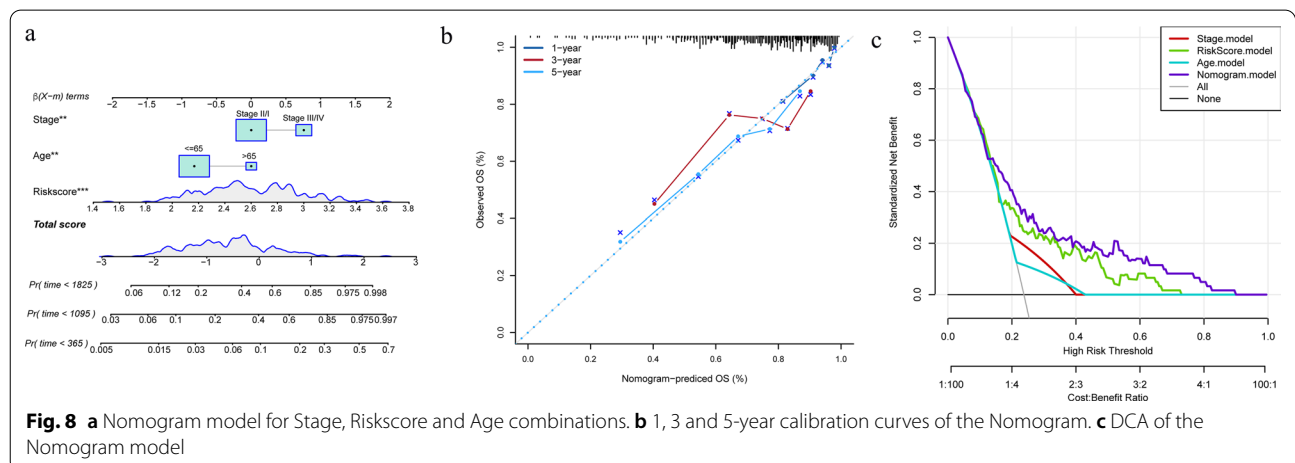 a
β(X−m) terms
−2 −1 0 1 2
Stage**
Stage II/I Stage III/IV
Age**
<=65 >65
Riskscore***
1.4 1.6 1.8 2 2.2 2.4 2.6 2.8 3 3.2 3.4 3.6 3.8
Total score
−3 −2 −1 0 1 2 3
Pr( time < 1825 )
0.06 0.12 0.2 0.4 0.6 0.85 0.975 0.998
Pr( time < 1095 )
0.03 0.06 0.1 0.2 0.4 0.6 0.85 0.975 0.997
Pr( time < 365 )
0.005 0.015 0.03 0.06 0.1 0.2 0.3 0.5 0.7
b
1−year
3−year
5−year
Observed OS (%)
1.0
0.8
0.6
0.4
0.2
0.0
0.0 0.2 0.4 0.6 0.8 1.0
Nomogram−prediced OS (%)
c
Stage.model
RiskScore.model
Age.model
Nomogram.model
All
None
Standardized Net Benefit
1.0
0.8
0.6
0.4
0.2
0.0
0.0 0.2 0.4 0.6 0.8 1.0
High Risk Threshold
1:100 1:4 2:3 3:2 4:1 100:1
Cost:Benefit Ratio
Fig. 8 a Nomogram model for Stage, Riskscore and Age combinations. b 1, 3 and 5-year calibration curves of the Nomogram. c DCA of the
Nomogram model